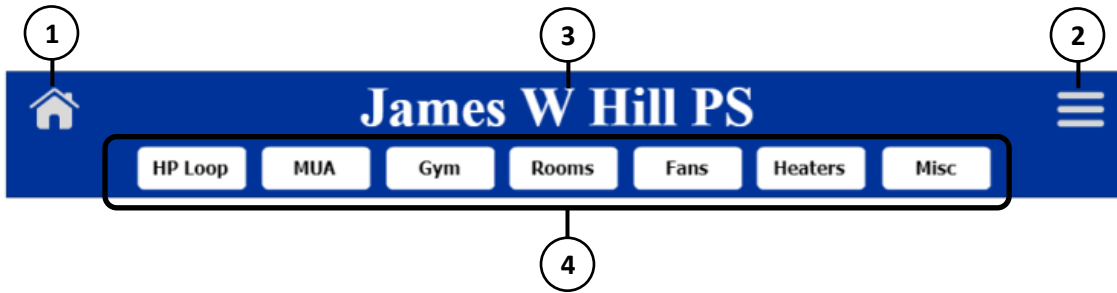 1 3 2
James W Hill PS
HP Loop MUA Gym Rooms Fans Heaters Misc
4